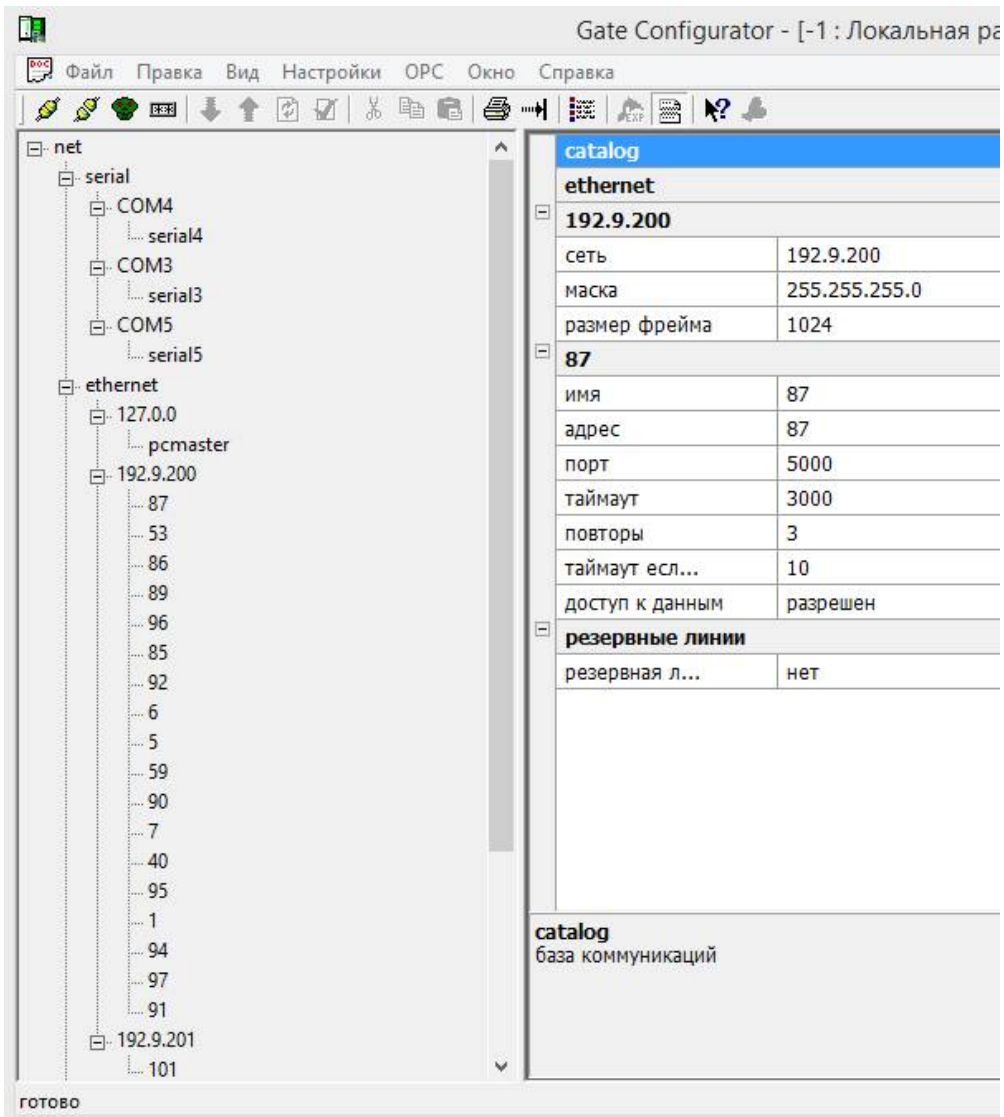 Gate Configurator - [-1 : Локальная ра
DOC
Файл Правка Вид Настройки OPC Окно Справка
EXP
net
serial
COM4
serial4
COM3
serial3
COM5
serial5
ethernet
127.0.0
pcmaster
192.9.200
87
53
86
89
96
85
92
6
5
59
90
7
40
95
1
94
97
91
192.9.201
101
catalog
ethernet
192.9.200
сеть 192.9.200
маска 255.255.255.0
размер фрейма 1024
87
имя 87
адрес 87
порт 5000
таймаут 3000
повторы 3
таймаут есл... 10
доступ к данным разрешен
резервные линии
резервная л... нет
catalog
база коммуникаций
готово